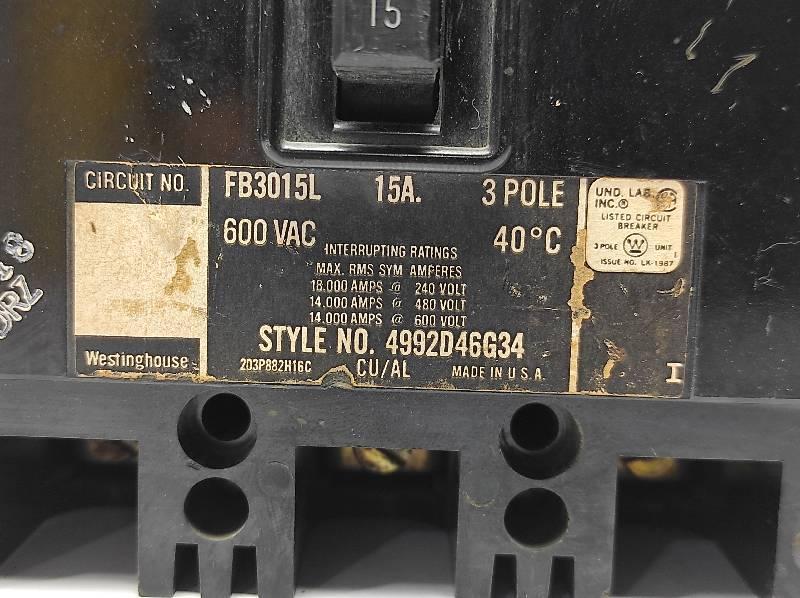 15
CIRCUIT NO.
Westinghouse
FB3015L 15A. 3 POLE
600 VAC 40°C
INTERRUPTING RATINGS
MAX. RMS SYM AMPERES
18,000 AMPS @ 240 VOLT
14,000 AMPS @ 480 VOLT
14,000 AMPS @ 600 VOLT
STYLE NO. 4992D46G34
203P882H16C CU/AL MADE IN U.S.A.
UND. LAB.
INC.®
LISTED CIRCUIT
BREAKER
3 POLE W UNIT
ISSUE NO. LK-1987
I